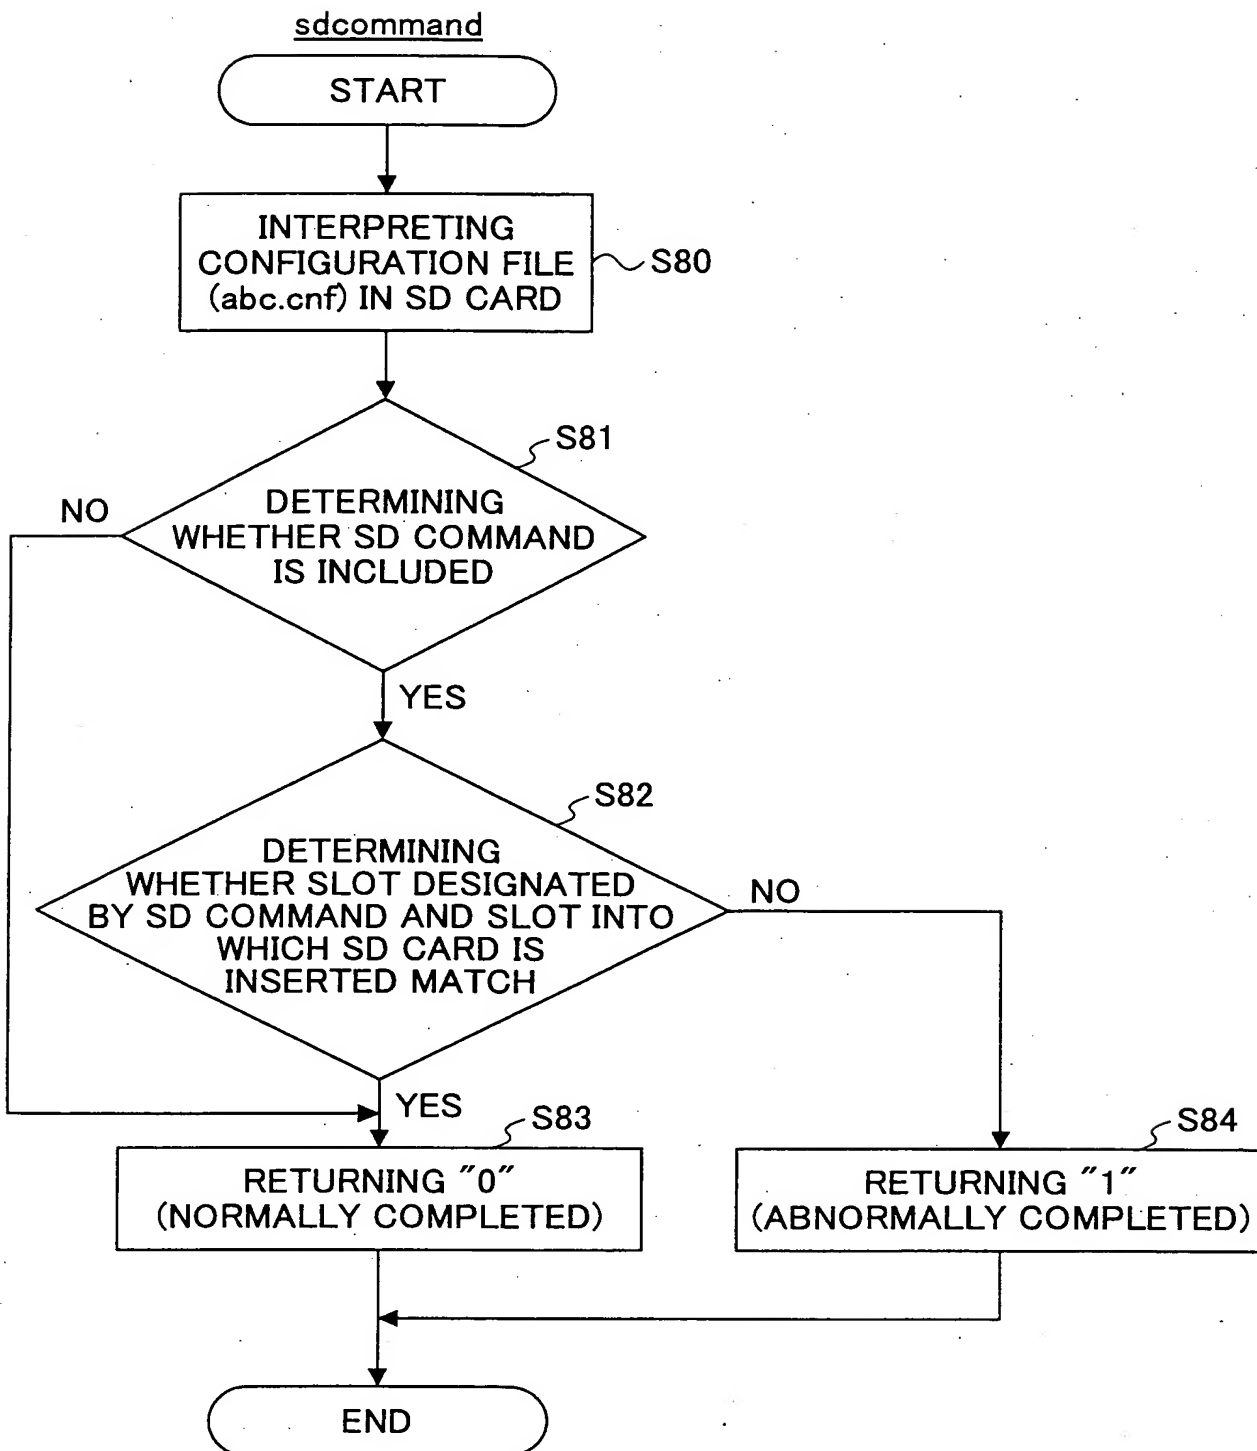 sdcommand
START
INTERPRETING
CONFIGURATION FILE
(abc.cnf) IN SD CARD
S80
S81
DETERMINING
WHETHER SD COMMAND
IS INCLUDED
NO
YES
S82
DETERMINING
WHETHER SLOT DESIGNATED
BY SD COMMAND AND SLOT INTO
WHICH SD CARD IS
INSERTED MATCH
NO
YES
S83
RETURNING "0"
(NORMALLY COMPLETED)
S84
RETURNING "1"
(ABNORMALLY COMPLETED)
END